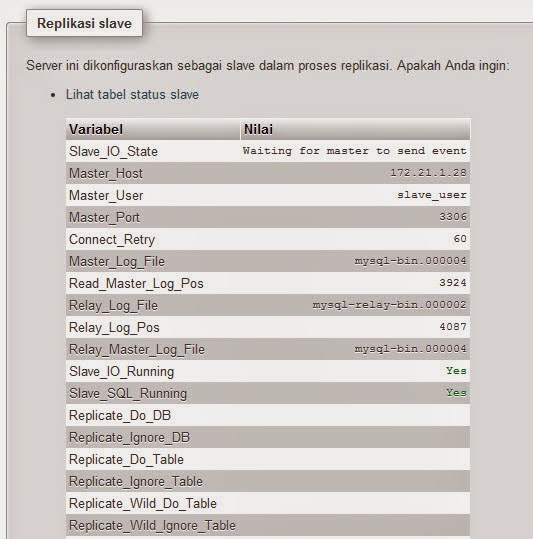 Replikasi slave
Server ini dikonfiguraskan sebagai slave dalam proses replikasi. Apakah Anda ingin:
• Lihat tabel status slave
Variabel Nilai
Slave_IO_State Waiting for master to send event
Master_Host 172.21.1.28
Master_User slave_user
Master_Port 3306
Connect_Retry 60
Master_Log_File mysql-bin.000004
Read_Master_Log_Pos 3924
Relay_Log_File mysql-relay-bin.000002
Relay_Log_Pos 4087
Relay_Master_Log_File mysql-bin.000004
Slave_IO_Running Yes
Slave_SQL_Running Yes
Replicate_Do_DB
Replicate_Ignore_DB
Replicate_Do_Table
Replicate_Ignore_Table
Replicate_Wild_Do_Table
Replicate_Wild_Ignore_Table